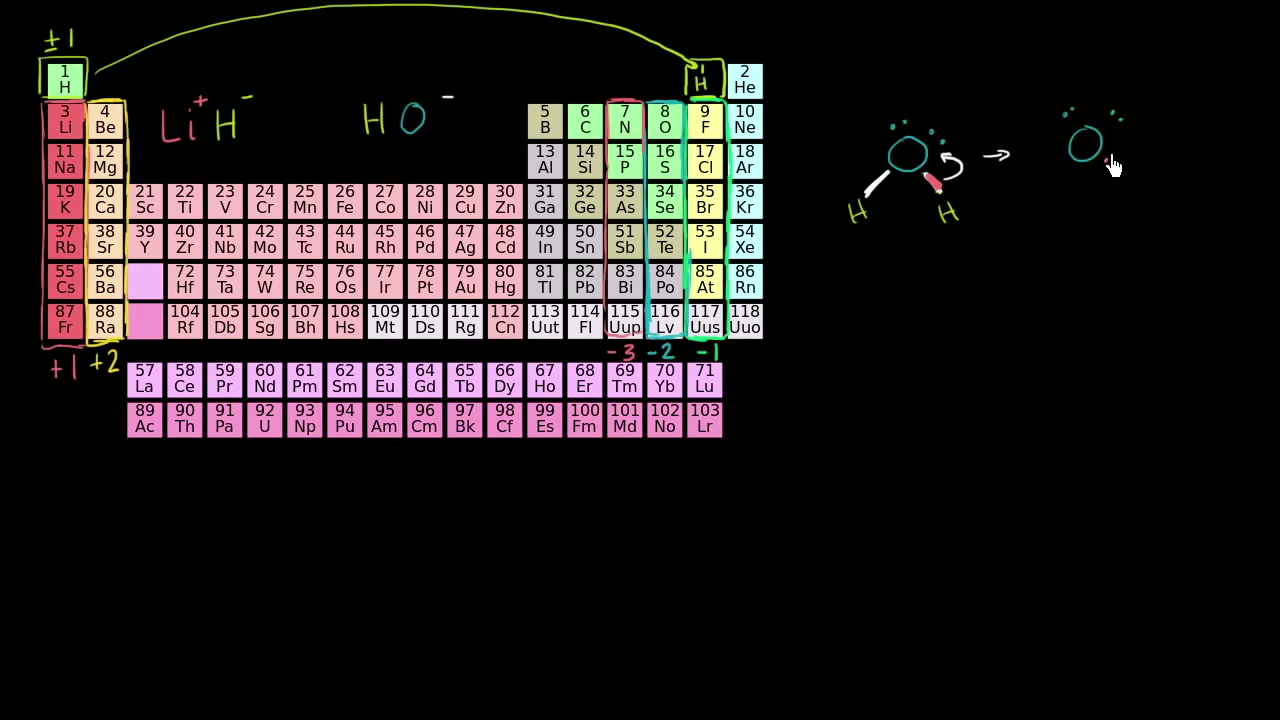 ± 1
1 H 1 H 2 He
3 Li 4 Be 5 B 6 C 7 N 8 O 9 F 10 Ne
Li+ H− H O −
11 Na 12 Mg 13 Al 14 Si 15 P 16 S 17 Cl 18 Ar
19 K 20 Ca 21 Sc 22 Ti 23 V 24 Cr 25 Mn 26 Fe 27 Co 28 Ni 29 Cu 30 Zn 31 Ga 32 Ge 33 As 34 Se 35 Br 36 Kr
37 Rb 38 Sr 39 Y 40 Zr 41 Nb 42 Mo 43 Tc 44 Ru 45 Rh 46 Pd 47 Ag 48 Cd 49 In 50 Sn 51 Sb 52 Te 53 I 54 Xe
55 Cs 56 Ba 72 Hf 73 Ta 74 W 75 Re 76 Os 77 Ir 78 Pt 79 Au 80 Hg 81 Tl 82 Pb 83 Bi 84 Po 85 At 86 Rn
87 Fr 88 Ra 104 Rf 105 Db 106 Sg 107 Bh 108 Hs 109 Mt 110 Ds 111 Rg 112 Cn 113 Uut 114 Fl 115 Uup 116 Lv 117 Uus 118 Uuo
+1 +2 -3 -2 -1
57 La 58 Ce 59 Pr 60 Nd 61 Pm 62 Sm 63 Eu 64 Gd 65 Tb 66 Dy 67 Ho 68 Er 69 Tm 70 Yb 71 Lu
89 Ac 90 Th 91 Pa 92 U 93 Np 94 Pu 95 Am 96 Cm 97 Bk 98 Cf 99 Es 100 Fm 101 Md 102 No 103 Lr
O → O
H H